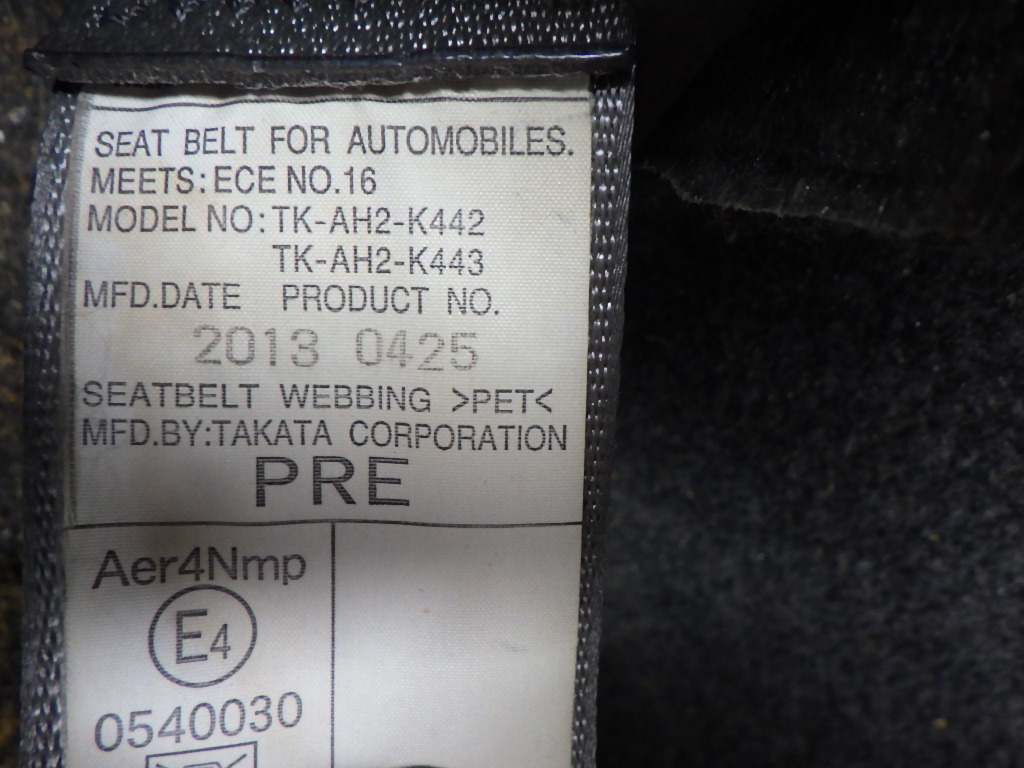 SEAT BELT FOR AUTOMOBILES.
MEETS: ECE NO.16
MODEL NO: TK-AH2-K442
TK-AH2-K443
MFD.DATE PRODUCT NO.
2013 0425
SEATBELT WEBBING >PET<
MFD.BY:TAKATA CORPORATION
PRE
Aer4Nmp
E4
0540030